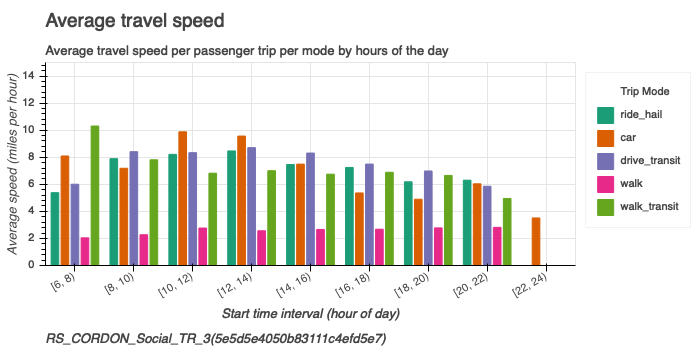 Average travel speed
Average travel speed per passenger trip per mode by hours of the day
Average speed (miles per hour)
14
12
10
8
6
4
2
0
[6, 8)
[8, 10)
[10, 12)
[12, 14)
[14, 16)
[16, 18)
[18, 20)
[20, 22)
[22, 24)
Start time interval (hour of day)
Trip Mode
ride_hail
car
drive_transit
walk
walk_transit
RS_CORDON_Social_TR_3(5e5d5e4050b83111c4efd5e7)